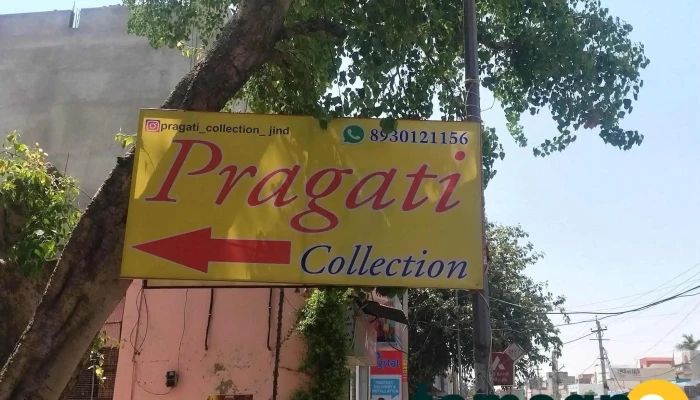 pragati_collection_jind
8930121156
Pragati
Collection